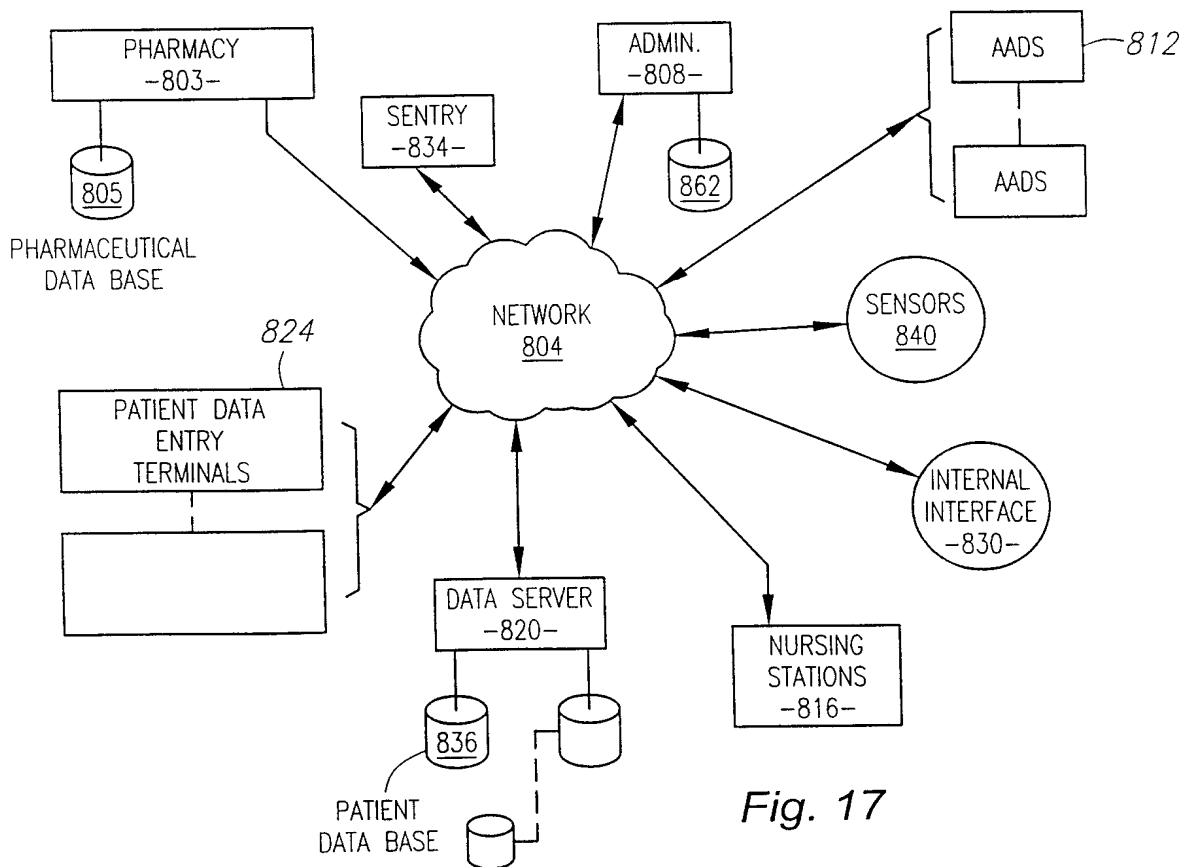 PHARMACY
-803-
805
PHARMACEUTICAL
DATA BASE
SENTRY
-834-
ADMIN.
-808-
862
AADS
812
AADS
NETWORK
804
SENSORS
840
824
PATIENT DATA
ENTRY
TERMINALS
INTERNAL
INTERFACE
-830-
DATA SERVER
-820-
836
PATIENT
DATA BASE
NURSING
STATIONS
-816-
Fig. 17